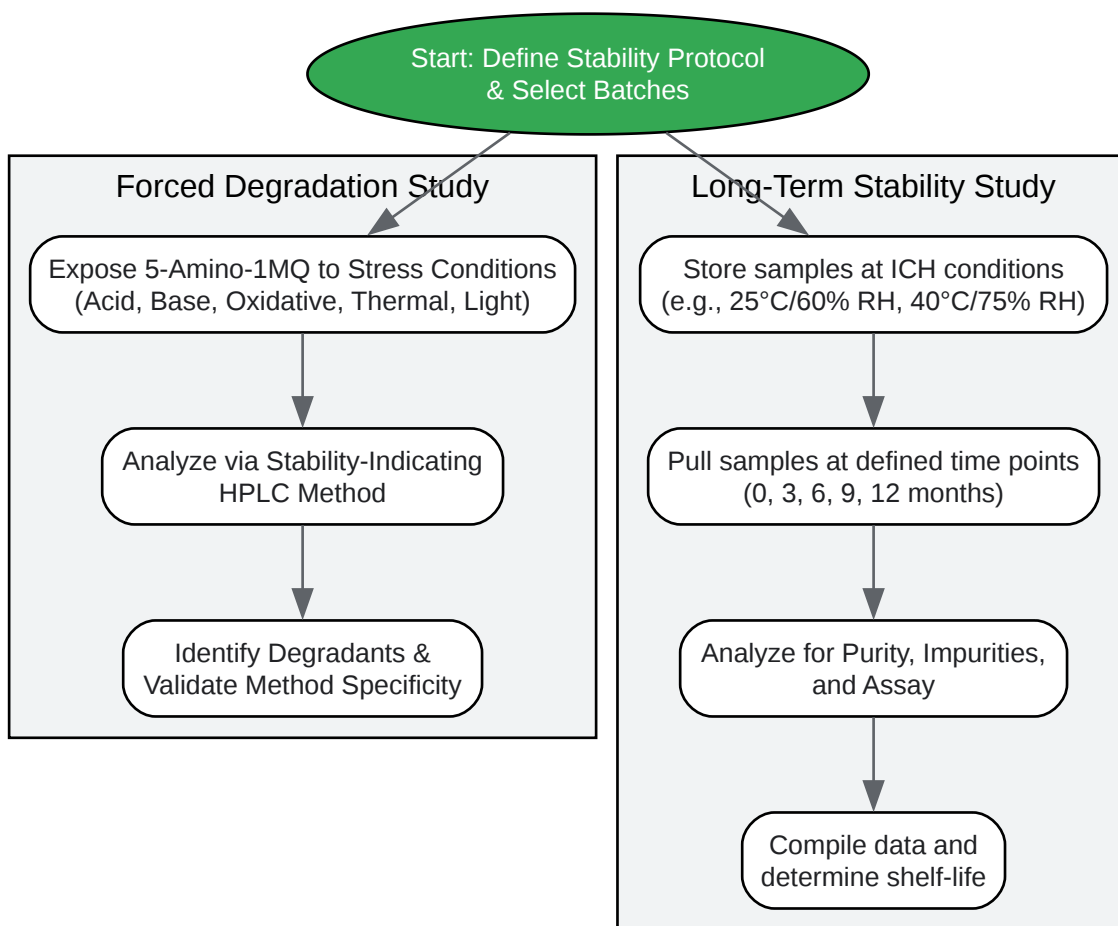 Start: Define Stability Protocol
& Select Batches
Forced Degradation Study
Expose 5-Amino-1MQ to Stress Conditions
(Acid, Base, Oxidative, Thermal, Light)
Analyze via Stability-Indicating
HPLC Method
Identify Degradants &
Validate Method Specificity
Long-Term Stability Study
Store samples at ICH conditions
(e.g., 25°C/60% RH, 40°C/75% RH)
Pull samples at defined time points
(0, 3, 6, 9, 12 months)
Analyze for Purity, Impurities,
and Assay
Compile data and
determine shelf-life